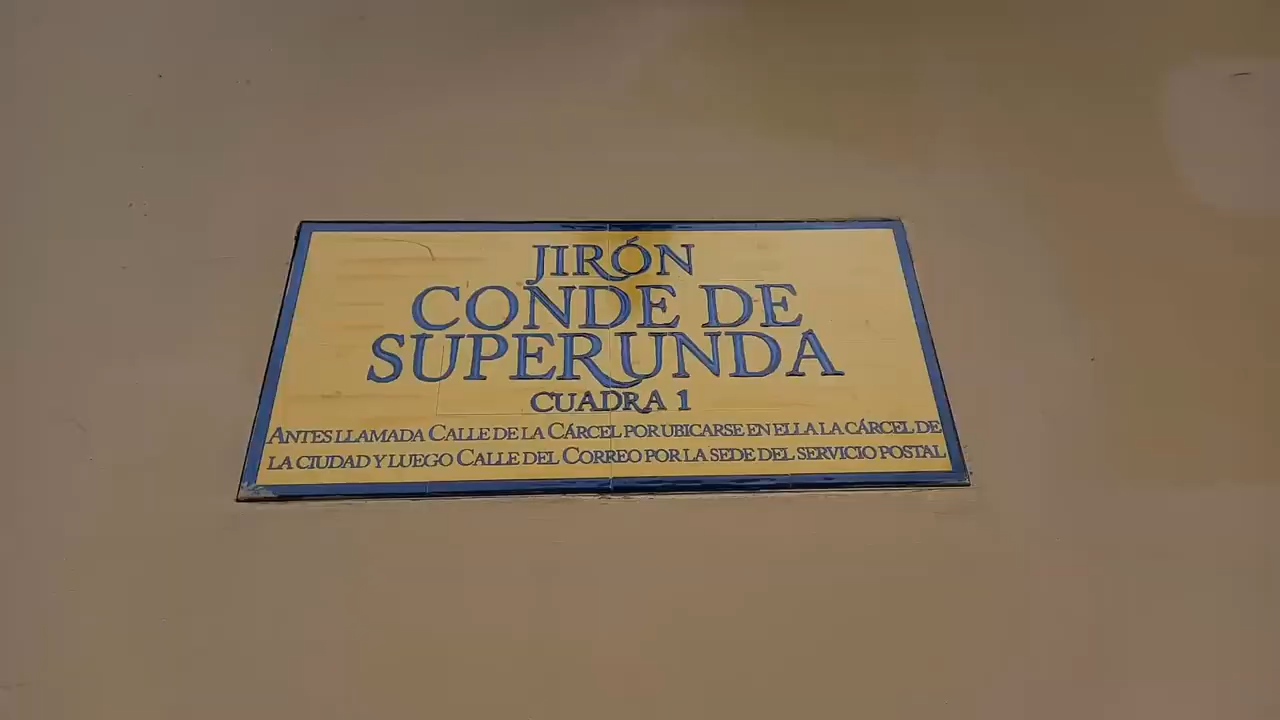 JIRÓN
CONDE DE
SUPERUNDA
CUADRA 1
ANTES LLAMADA CALLE DE LA CÁRCEL POR UBICARSE EN ELLA LA CÁRCEL DE
LA CIUDAD Y LUEGO CALLE DEL CORREO POR LA SEDE DEL SERVICIO POSTAL